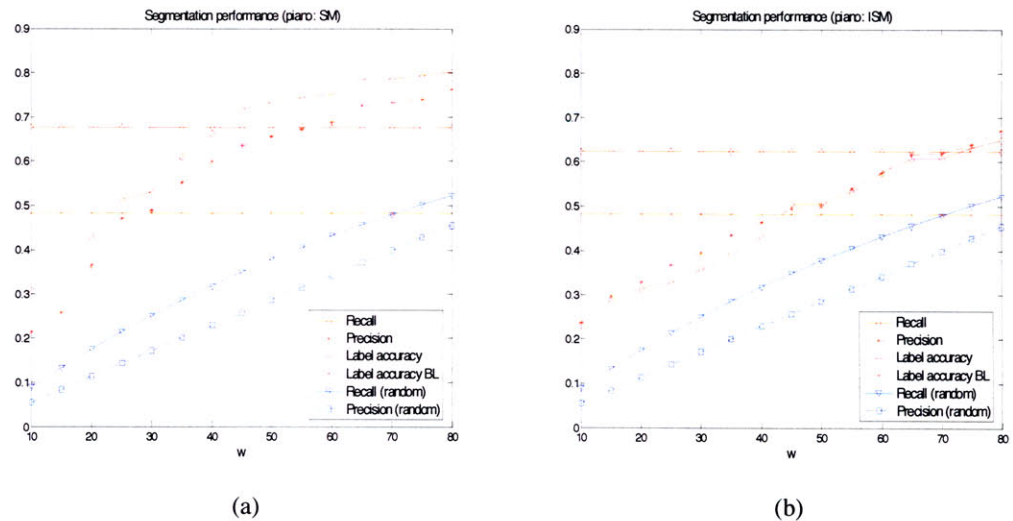 Segmentation performance (piano: SM)
0.9
0.8
0.7
0.6
0.5
0.4
0.3
0.2
0.1
0
10 20 30 40 50 60 70 80
w
Recall
Precision
Label accuracy
Label accuracy BL
Recall (random)
Precision (random)
(a)
Segmentation performance (piano: ISM)
0.9
0.8
0.7
0.6
0.5
0.4
0.3
0.2
0.1
0
10 20 30 40 50 60 70 80
w
Recall
Precision
Label accuracy
Label accuracy BL
Recall (random)
Precision (random)
(b)